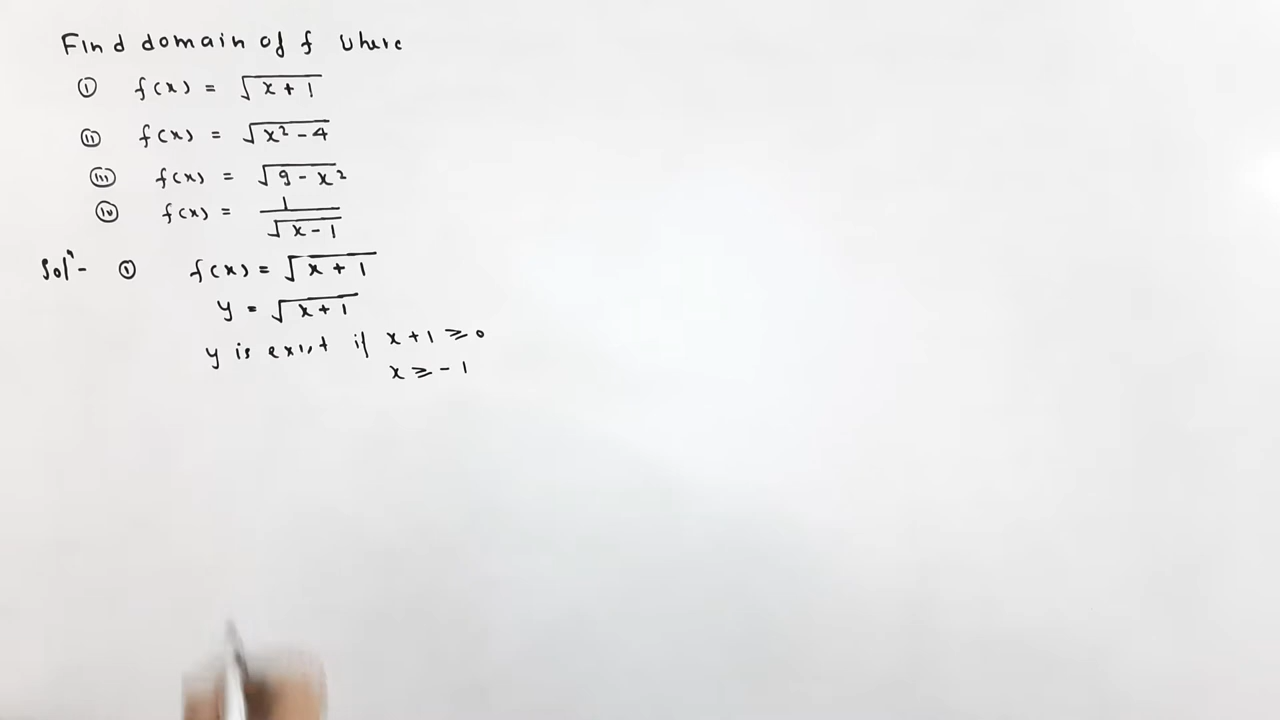 Find domain of f where
(i) f(x) = √x+1
(ii) f(x) = √x²-4
(iii) f(x) = √9-x²
(iv) f(x) = 1/√x-1
Solⁿ- (i) f(x) = √x+1
y = √x+1
y is exist if x+1 ≥ 0
x ≥ -1